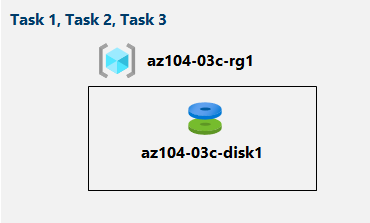 Task 1, Task 2, Task 3
az104-03c-rg1
az104-03c-disk1